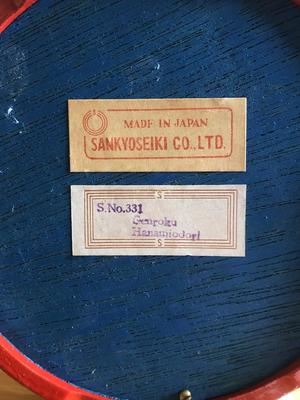 MADE IN JAPAN
SANKYOSEIKI CO.,LTD.
S
S.No.331
Genroku
Hanamiodori
S